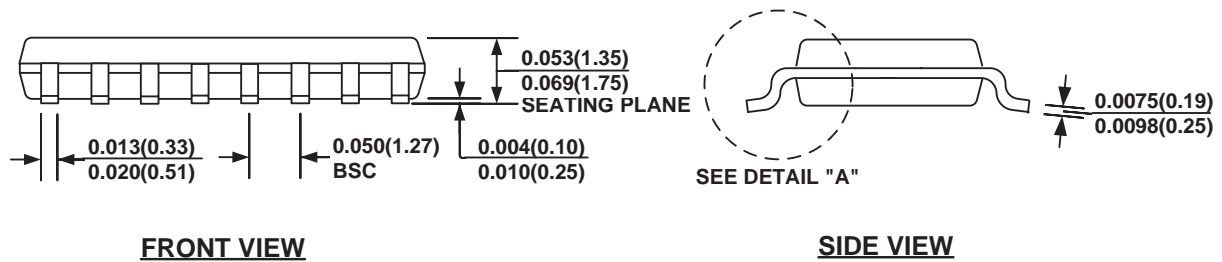 0.053(1.35)
0.069(1.75)
SEATING PLANE
0.013(0.33)
0.020(0.51)
0.050(1.27)
BSC
0.004(0.10)
0.010(0.25)
FRONT VIEW
0.0075(0.19)
0.0098(0.25)
SEE DETAIL "A"
SIDE VIEW